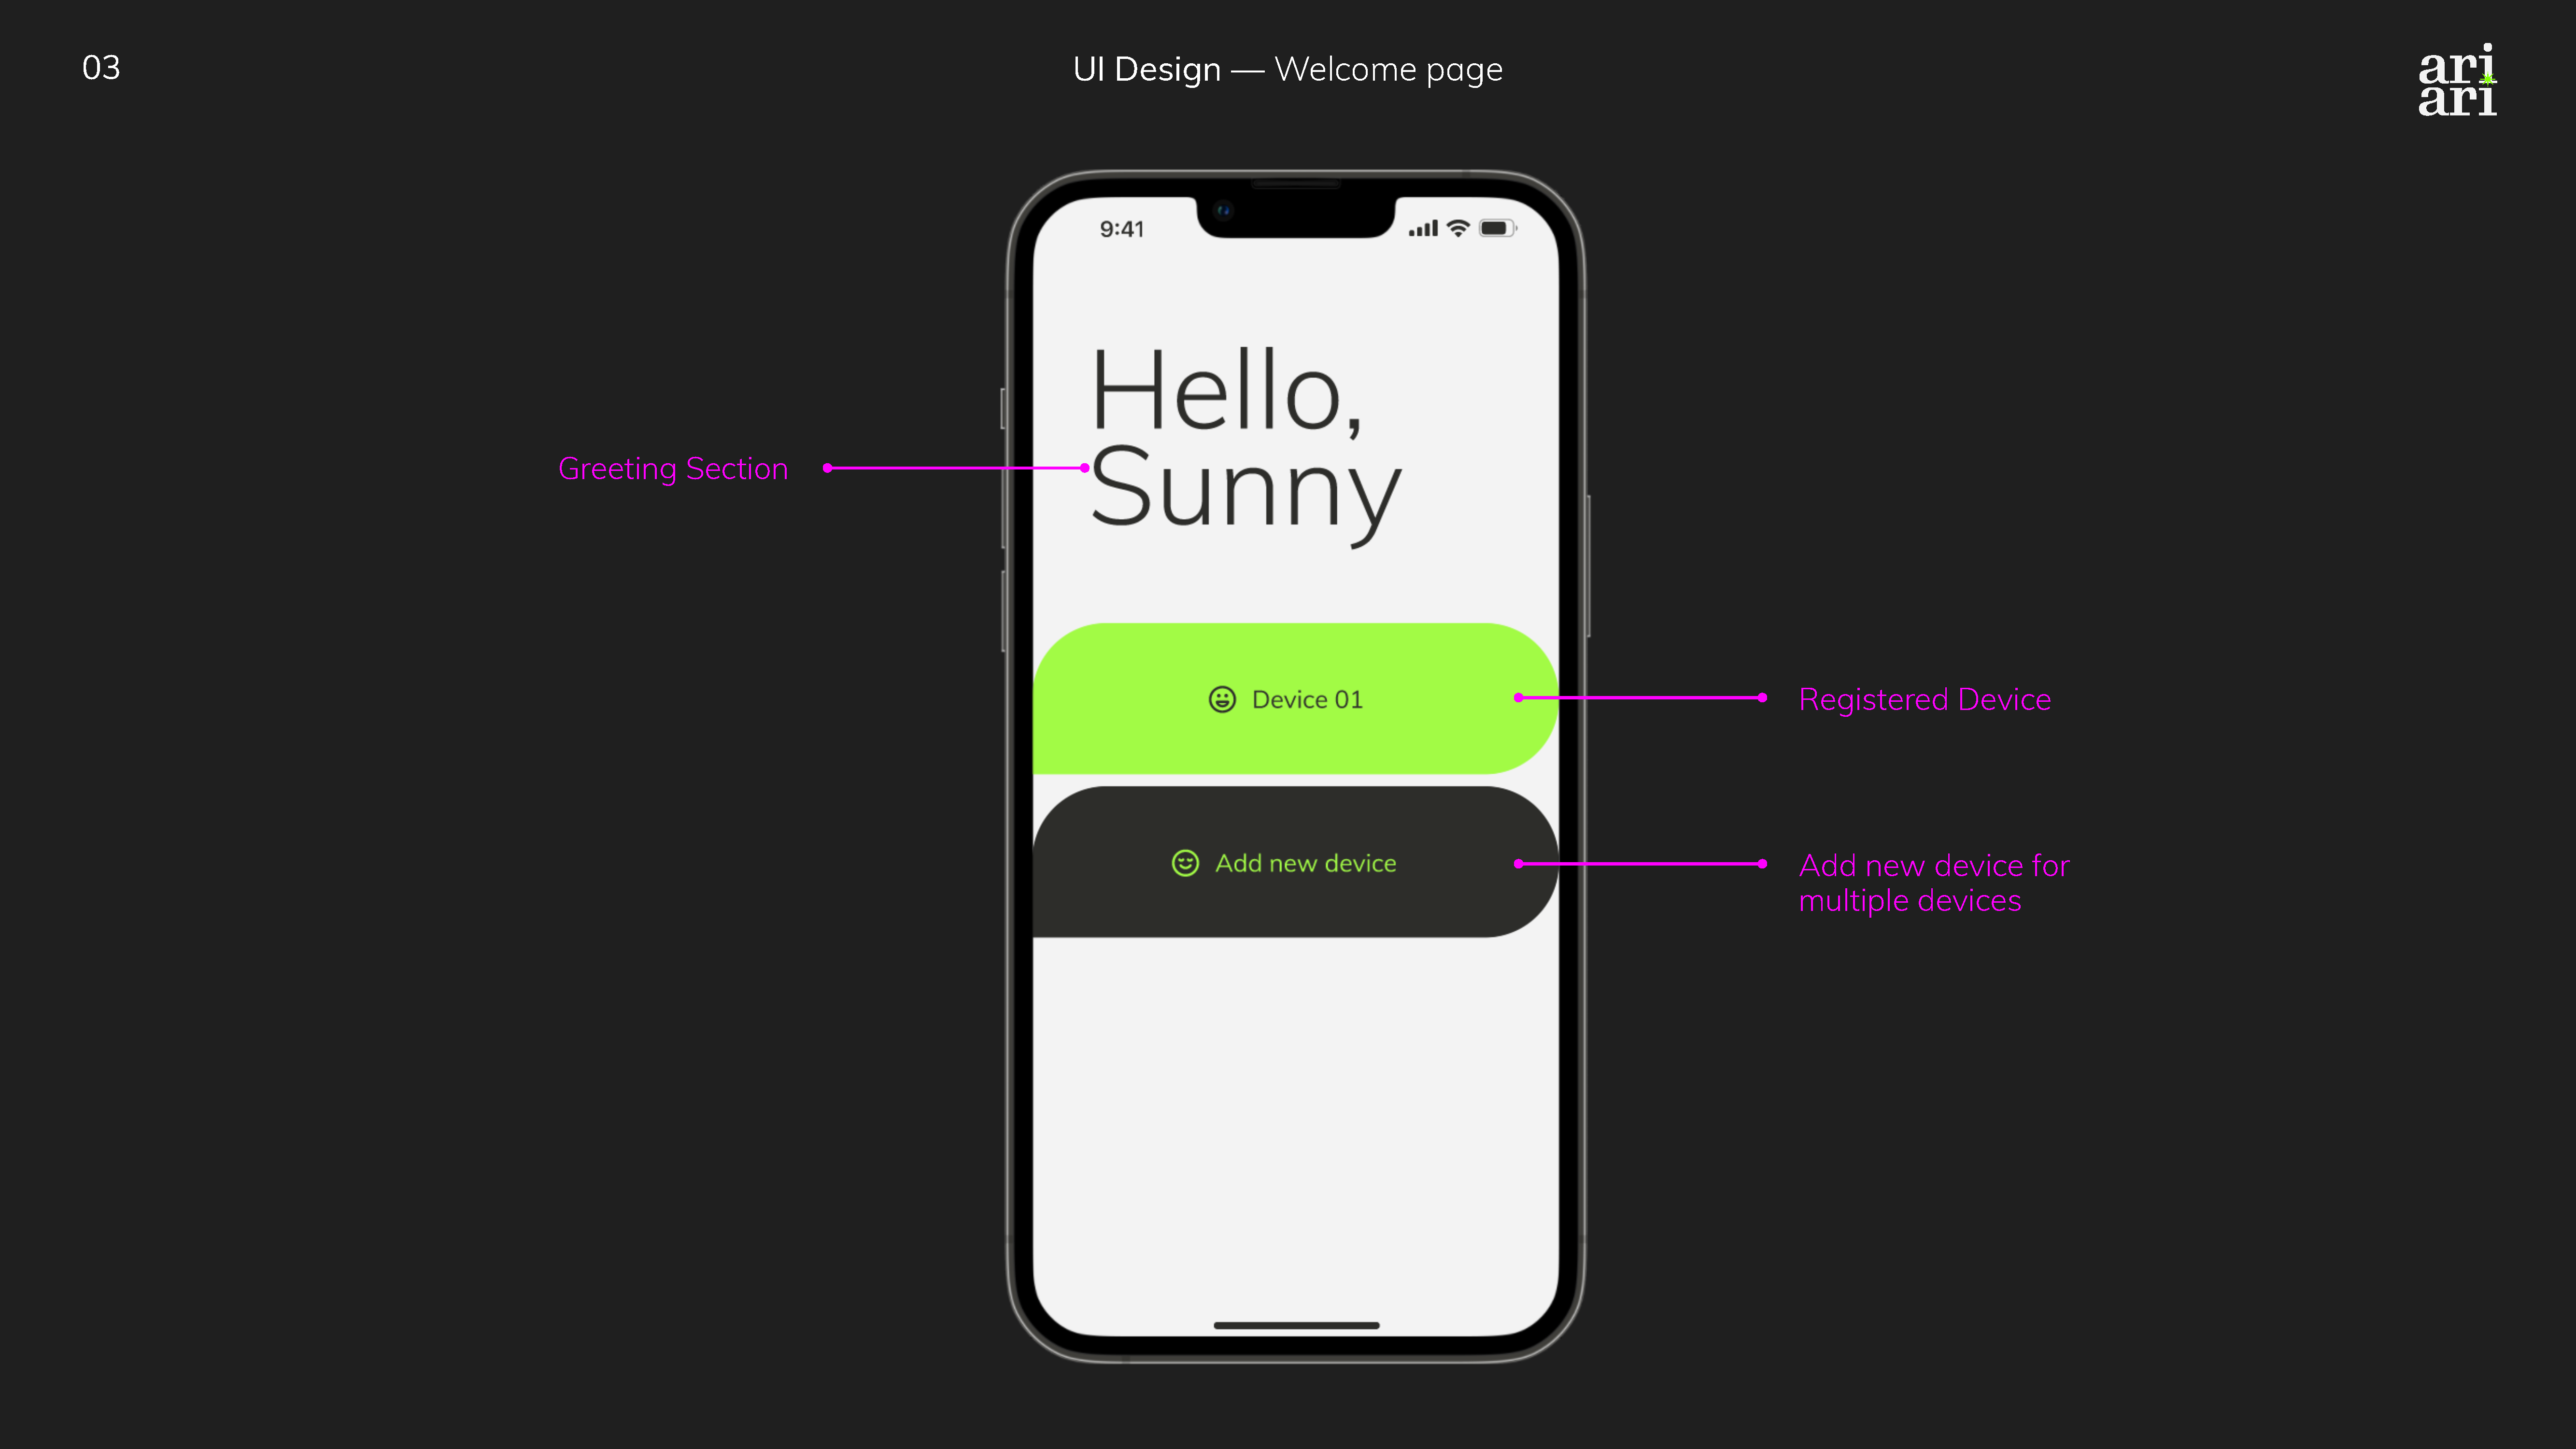 03
UI Design — Welcome page
ari
ari
9:41
Hello,
Sunny
Greeting Section
Device 01
Registered Device
Add new device
Add new device for
multiple devices